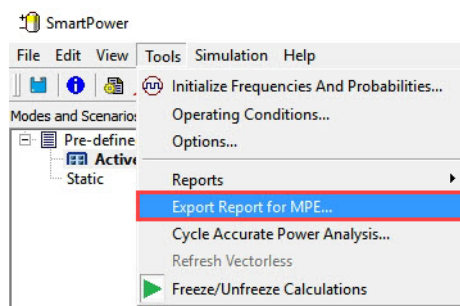 SmartPower
File Edit View Tools Simulation Help
Initialize Frequencies And Probabilities...
Modes and Scenarios
Operating Conditions...
Pre-define
Options...
Active
Static
Reports
Export Report for MPE...
Cycle Accurate Power Analysis...
Refresh Vectorless
Freeze/Unfreeze Calculations